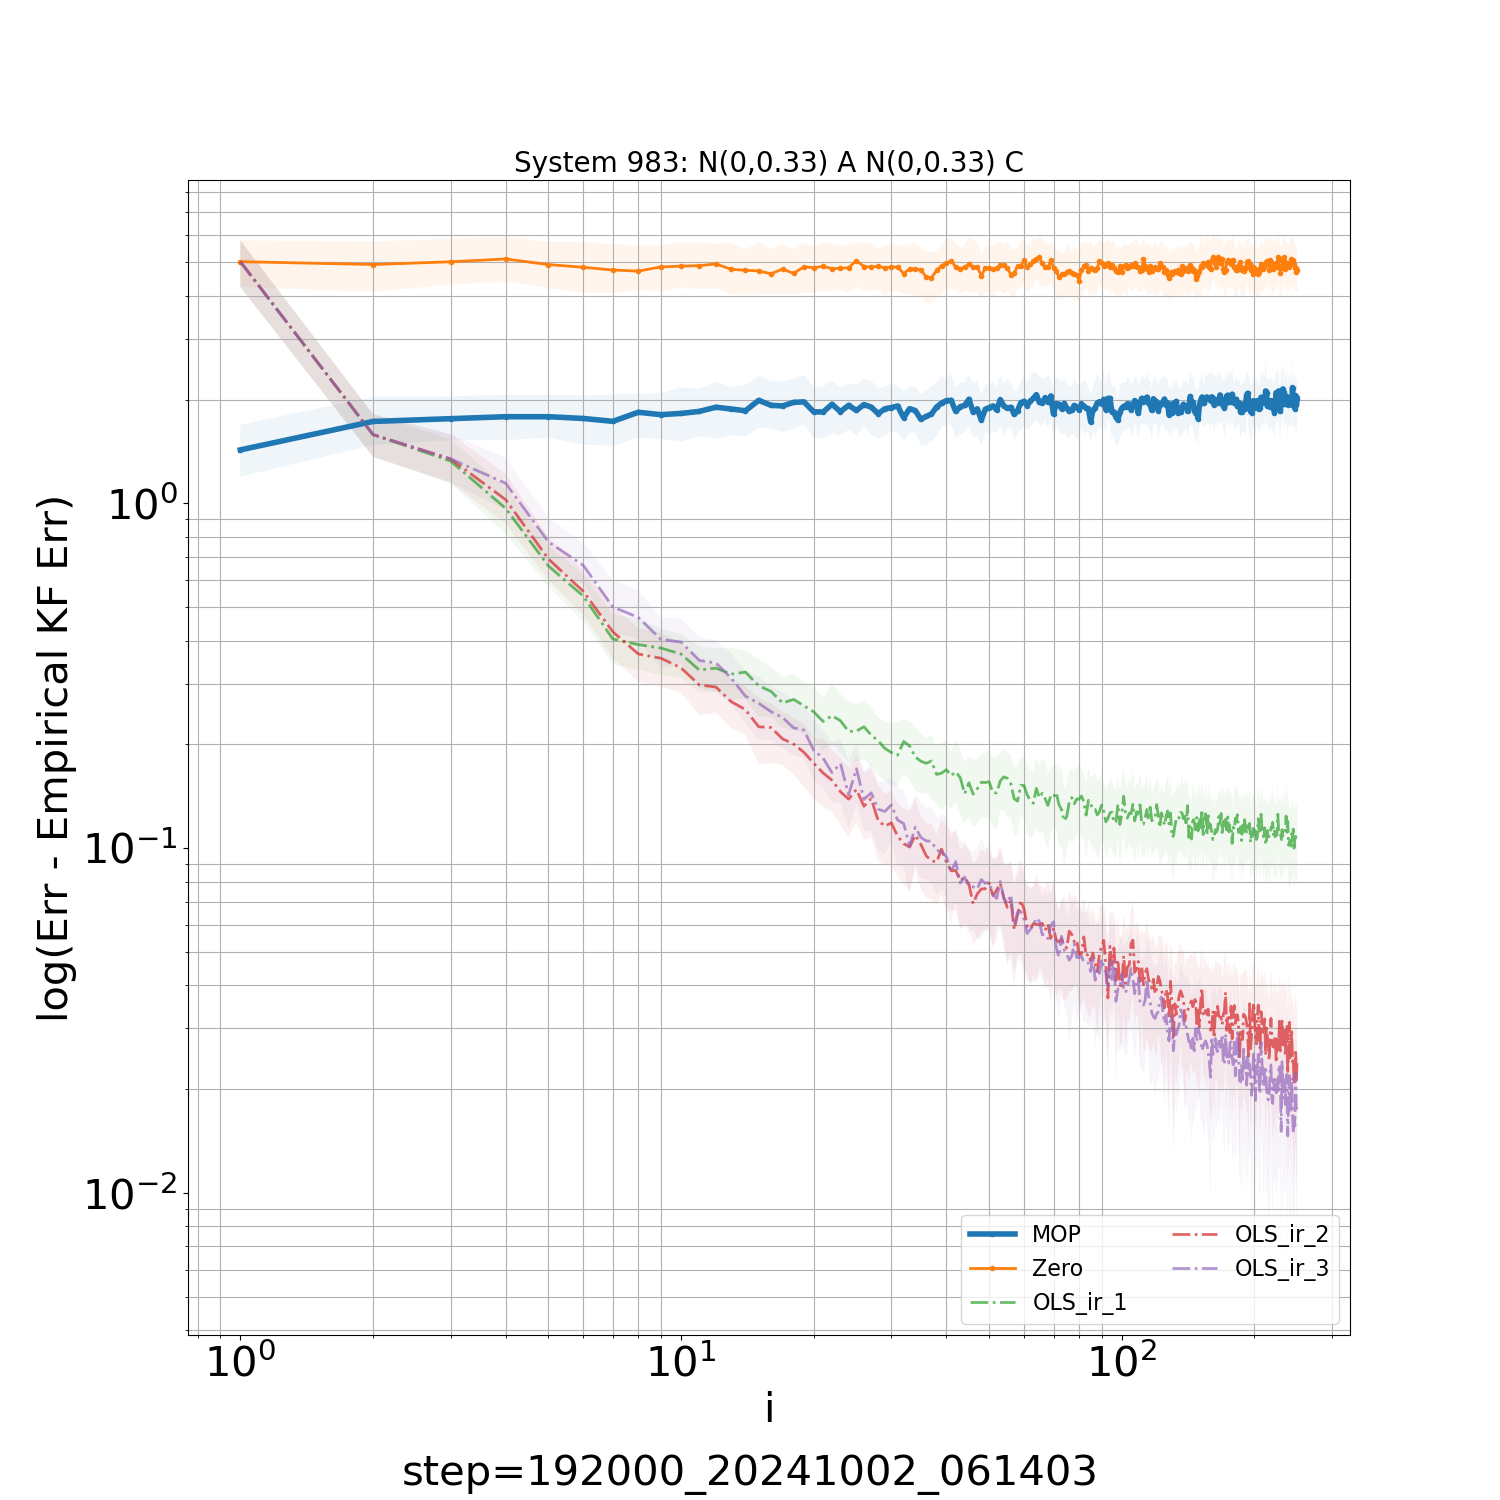 System 983: N(0,0.33) A N(0,0.33) C
log(Err - Empirical KF Err)
10⁰
10⁻¹
10⁻²
MOP
Zero
OLS_ir_1
OLS_ir_2
OLS_ir_3
10⁰ 10¹ 10²
i
step=192000_20241002_061403